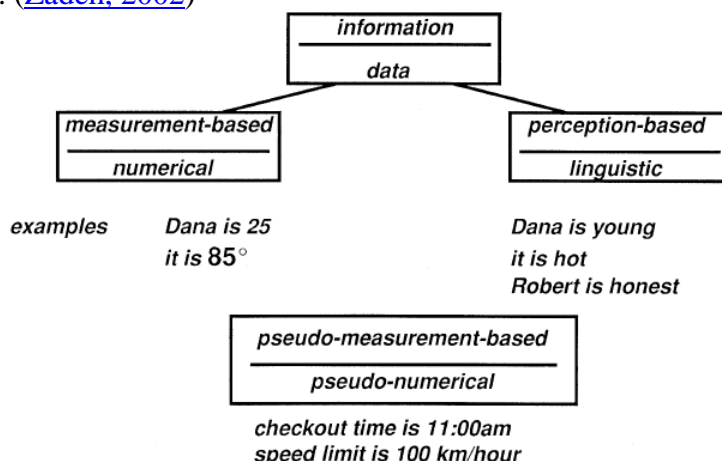 . (Zadeh, 2002)
information
data
measurement-based
numerical
perception-based
linguistic
examples
Dana is 25
it is 85°
Dana is young
it is hot
Robert is honest
pseudo-measurement-based
pseudo-numerical
checkout time is 11:00am
speed limit is 100 km/hour